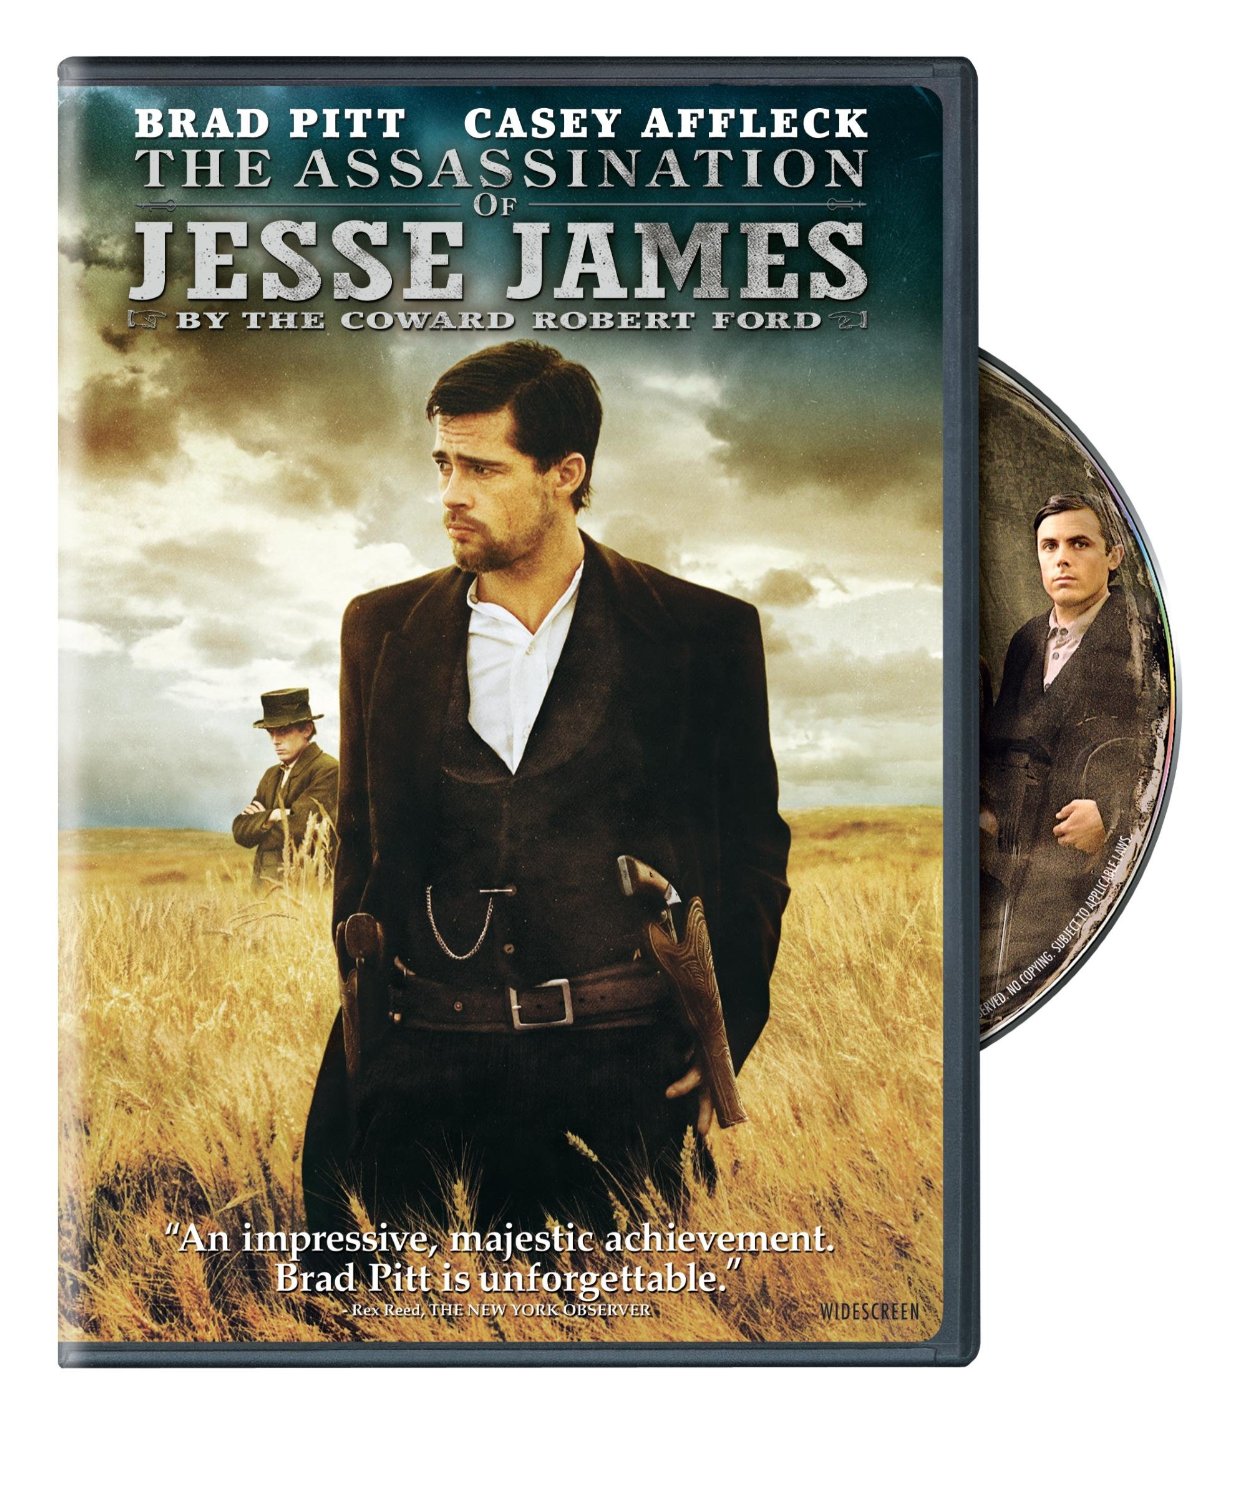 BRAD PITT CASEY AFFLECK
THE ASSASSINATION
OF
JESSE JAMES
BY THE COWARD ROBERT FORD
"An impressive, majestic achievement.
Brad Pitt is unforgettable."
- Rex Reed, THE NEW YORK OBSERVER
WIDESCREEN
NO COPYING. SUBJECT TO APPLICABLE LAWS.